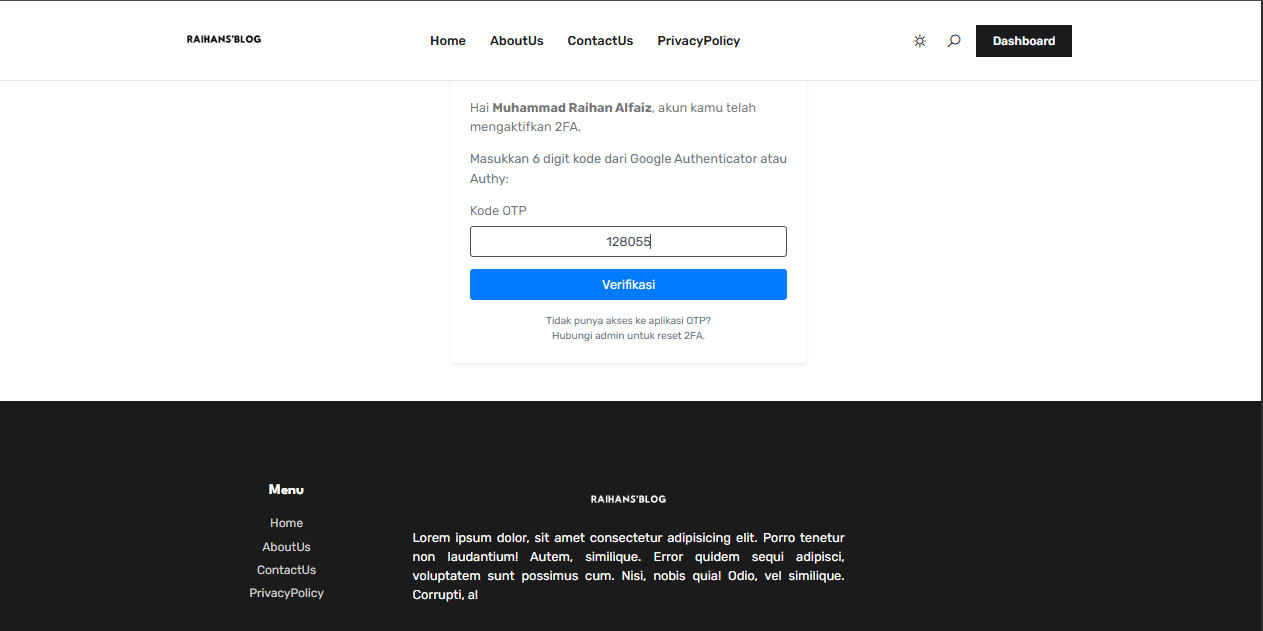 RAIHANS'BLOG
Home AboutUs ContactUs PrivacyPolicy
Dashboard
Hai Muhammad Raihan Alfaiz, akun kamu telah
mengaktifkan 2FA.
Masukkan 6 digit kode dari Google Authenticator atau
Authy:
Kode OTP
128055
Verifikasi
Tidak punya akses ke aplikasi OTP?
Hubungi admin untuk reset 2FA.
Menu
Home
AboutUs
ContactUs
PrivacyPolicy
RAIHANS'BLOG
Lorem ipsum dolor, sit amet consectetur adipisicing elit. Porro tenetur
non laudantium! Autem, similique. Error quidem sequi adipisci,
voluptatem sunt possimus cum. Nisi, nobis quia! Odio, vel similique.
Corrupti, a!